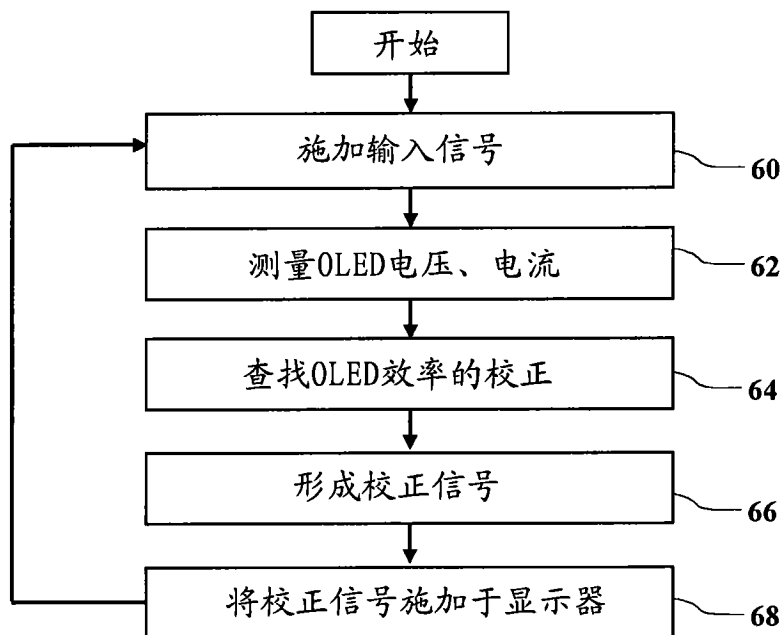 开始
施加输入信号
60
测量OLED电压、电流
62
查找OLED效率的校正
64
形成校正信号
66
将校正信号施加于显示器
68